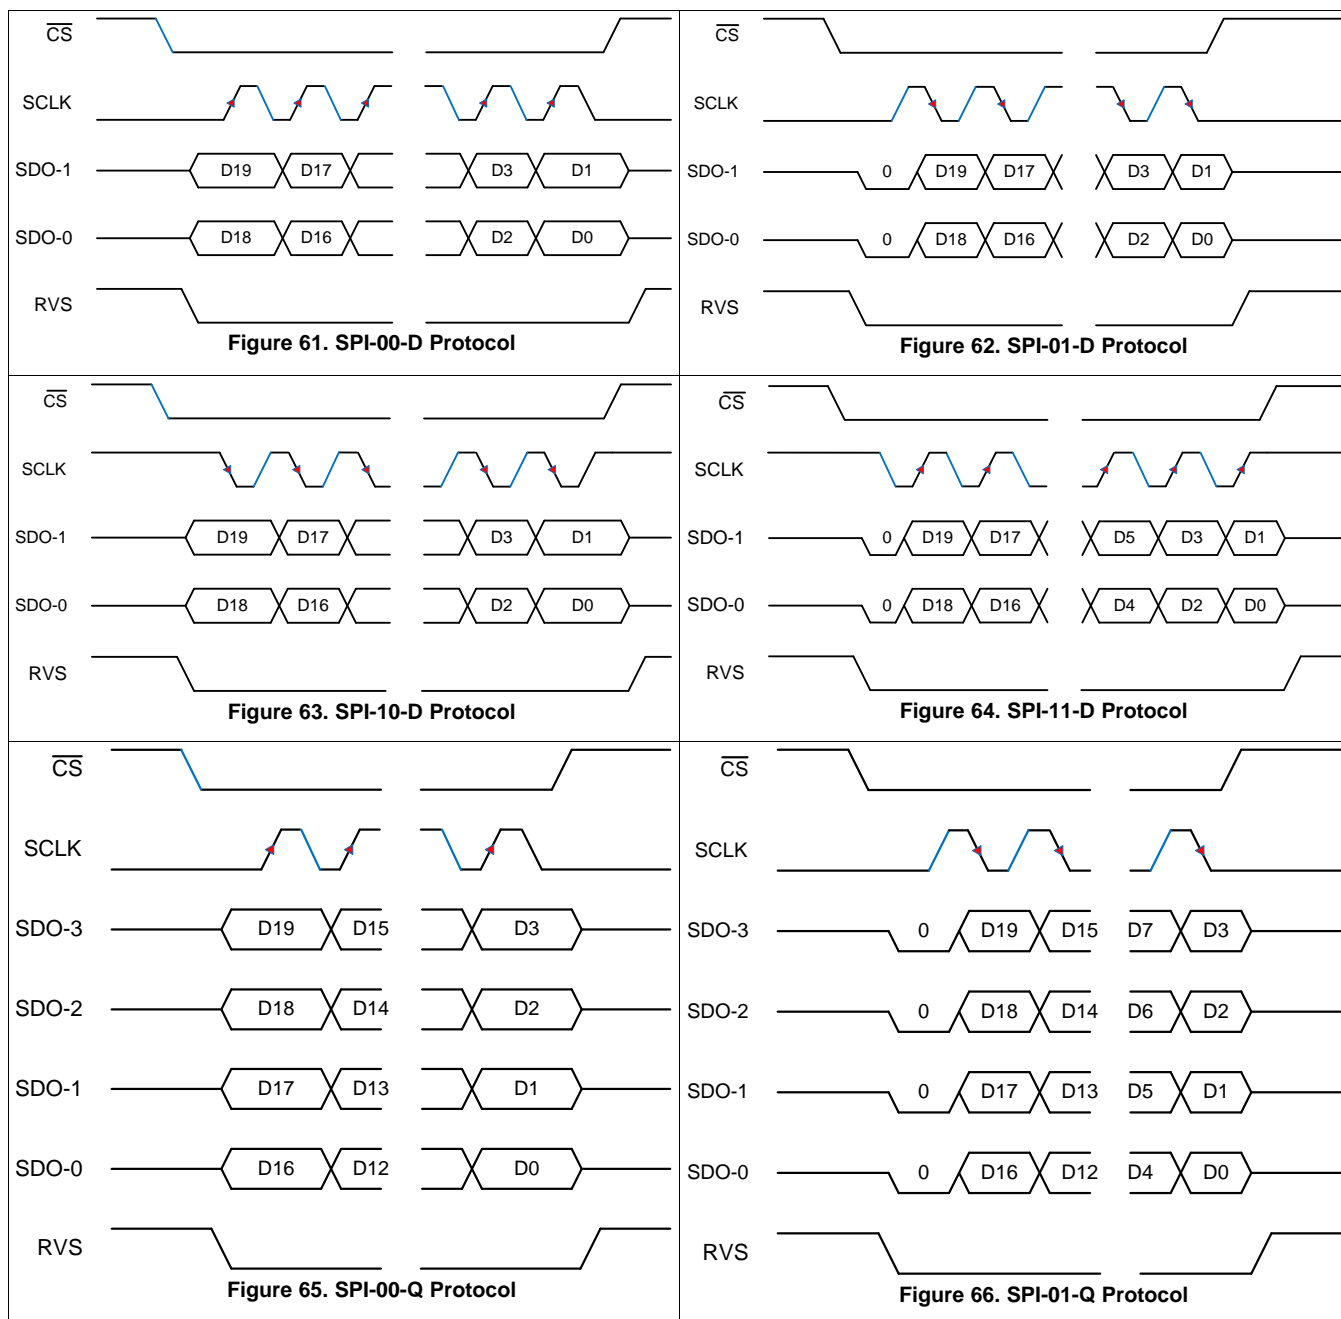 CS
SCLK
SDO-1 D19 D17 D3 D1
SDO-0 D18 D16 D2 D0
RVS
Figure 61. SPI-00-D Protocol
CS
SCLK
SDO-1 0 D19 D17 D3 D1
SDO-0 0 D18 D16 D2 D0
RVS
Figure 62. SPI-01-D Protocol
CS
SCLK
SDO-1 D19 D17 D3 D1
SDO-0 D18 D16 D2 D0
RVS
Figure 63. SPI-10-D Protocol
CS
SCLK
SDO-1 0 D19 D17 D5 D3 D1
SDO-0 0 D18 D16 D4 D2 D0
RVS
Figure 64. SPI-11-D Protocol
CS
SCLK
SDO-3 D19 D15 D3
SDO-2 D18 D14 D2
SDO-1 D17 D13 D1
SDO-0 D16 D12 D0
RVS
Figure 65. SPI-00-Q Protocol
CS
SCLK
SDO-3 0 D19 D15 D7 D3
SDO-2 0 D18 D14 D6 D2
SDO-1 0 D17 D13 D5 D1
SDO-0 0 D16 D12 D4 D0
RVS
Figure 66. SPI-01-Q Protocol